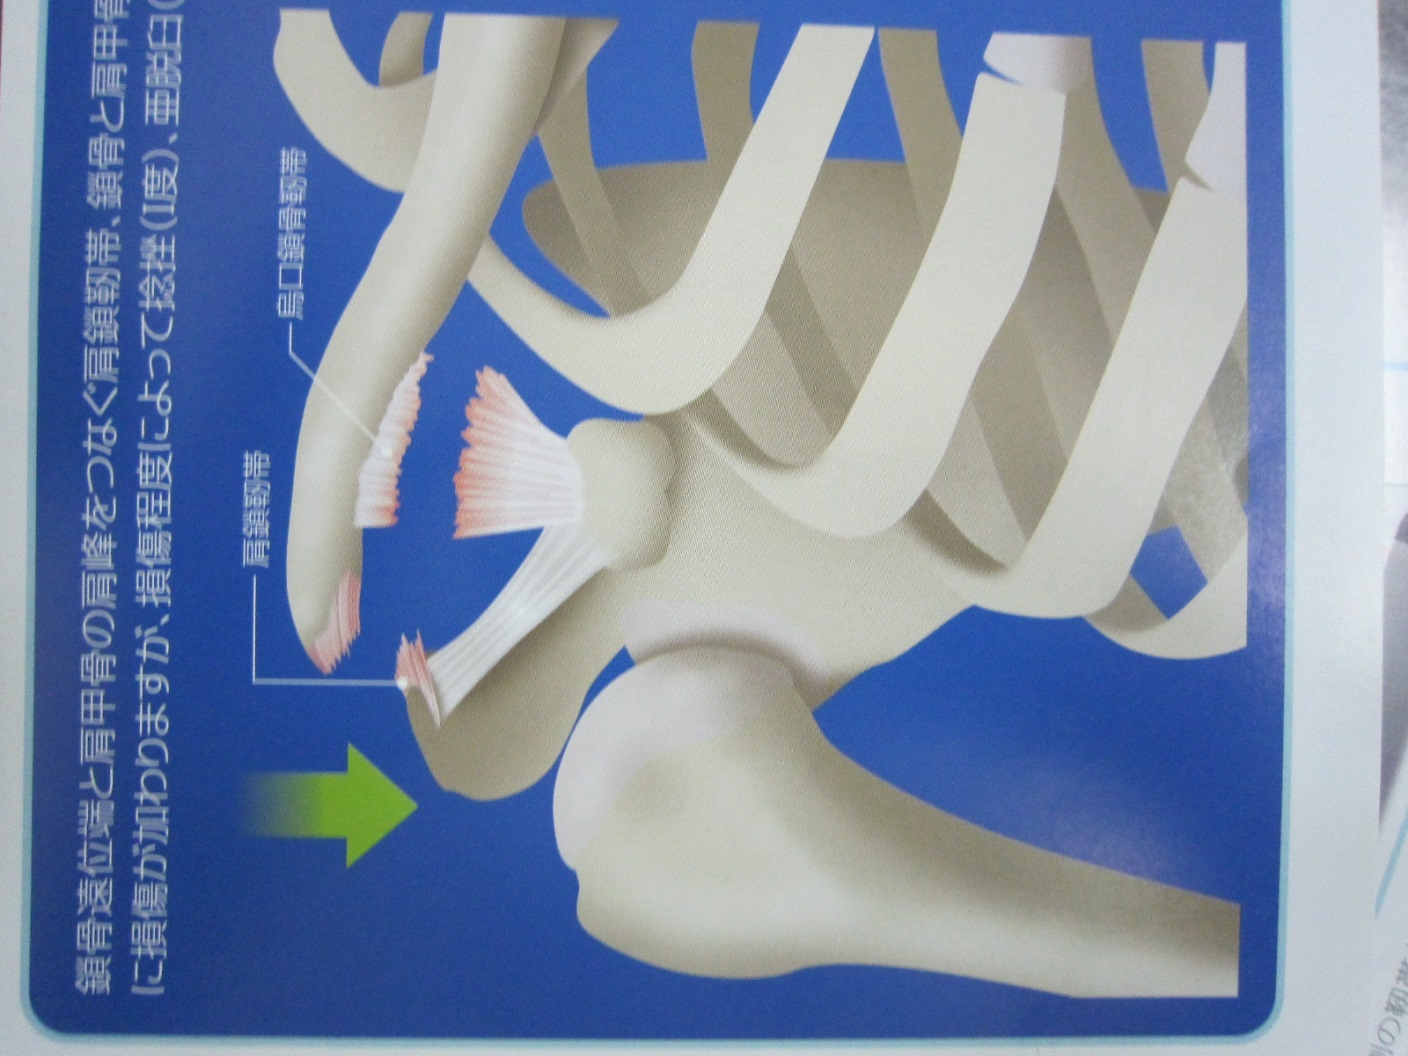 鎖骨遠位端と肩甲骨の肩峰をつなぐ肩鎖靭帯、鎖骨と肩甲骨
に損傷が加わりますが、損傷程度によって捻挫(Ⅰ度)、亜脱臼(
烏口鎖骨靭帯
肩鎖靭帯
の靭帯